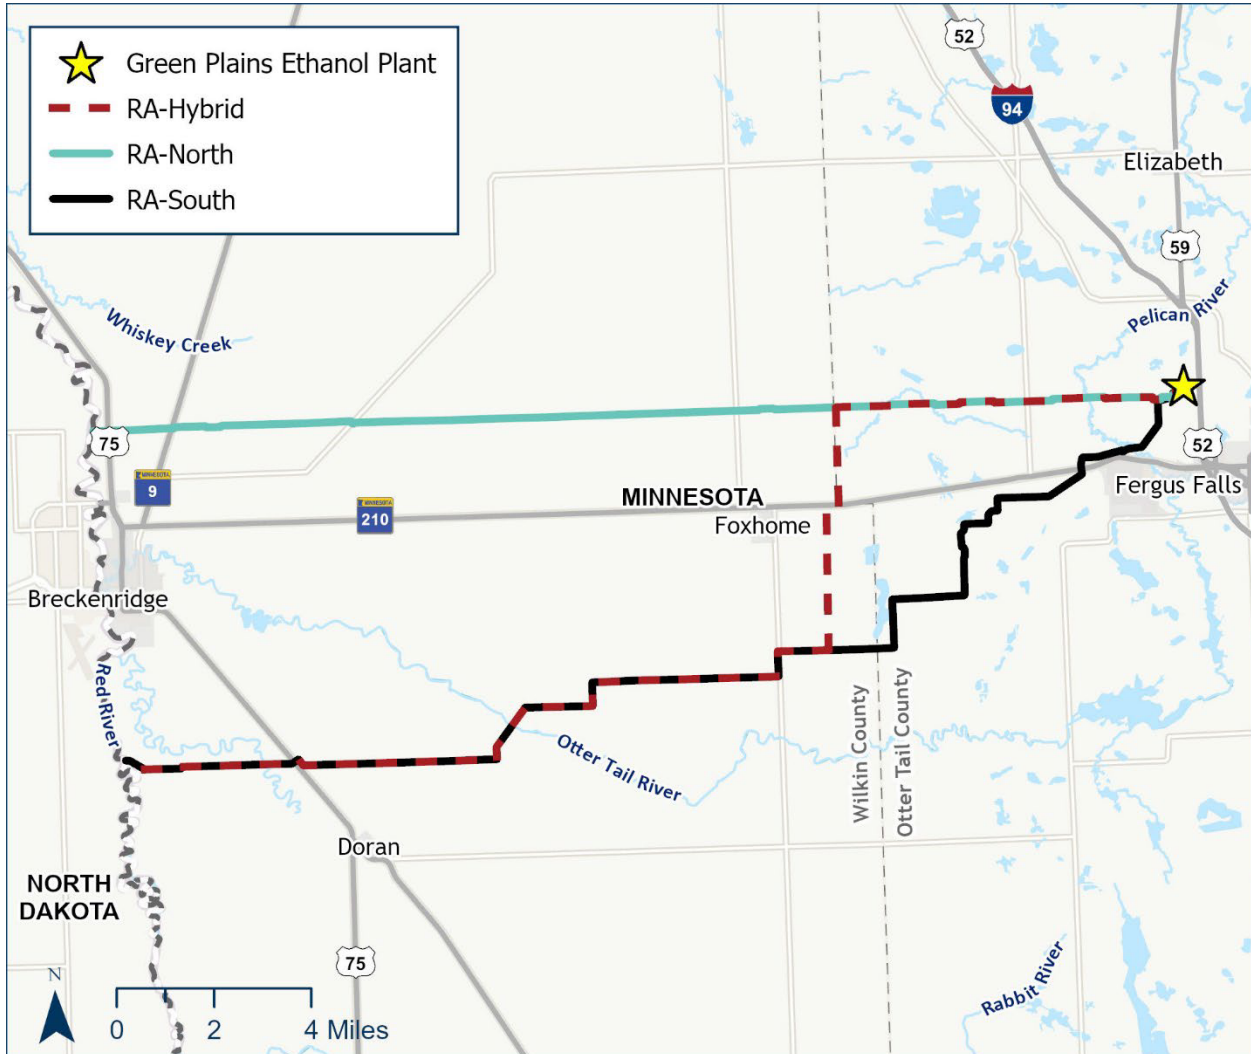 Green Plains Ethanol Plant
RA-Hybrid
RA-North
RA-South
52
94
Elizabeth
59
Pelican River
Whiskey Creek
75
52
MINNESOTA
9
MINNESOTA
210
MINNESOTA
Foxhome
Fergus Falls
Breckenridge
Red River
Otter Tail River
Wilkin County
Otter Tail County
Doran
NORTH
DAKOTA
75
Rabbit River
N
0 2 4 Miles